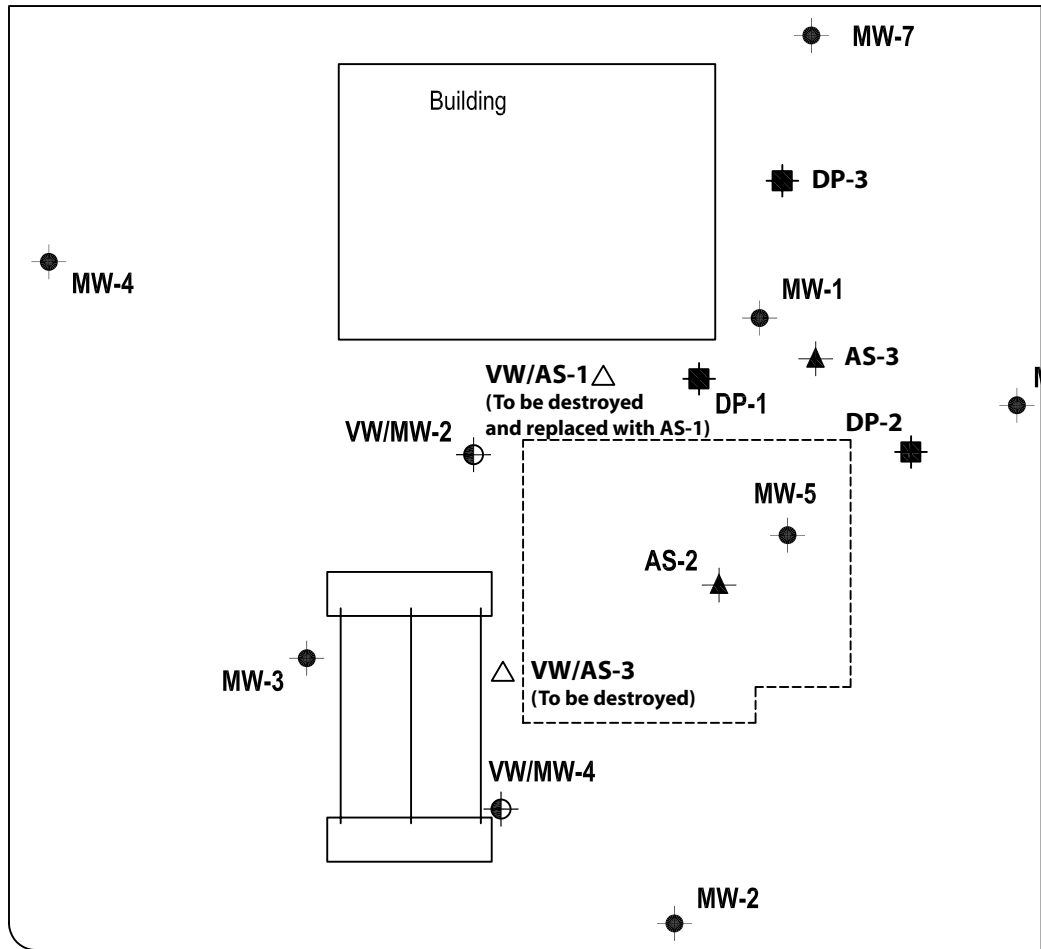 MW-7
Building
DP-3
MW-4
MW-1
AS-3
VW/AS-1
(To be destroyed
and replaced with AS-1)
DP-1
DP-2
VW/MW-2
MW-5
AS-2
MW-3
VW/AS-3
(To be destroyed)
VW/MW-4
MW-2